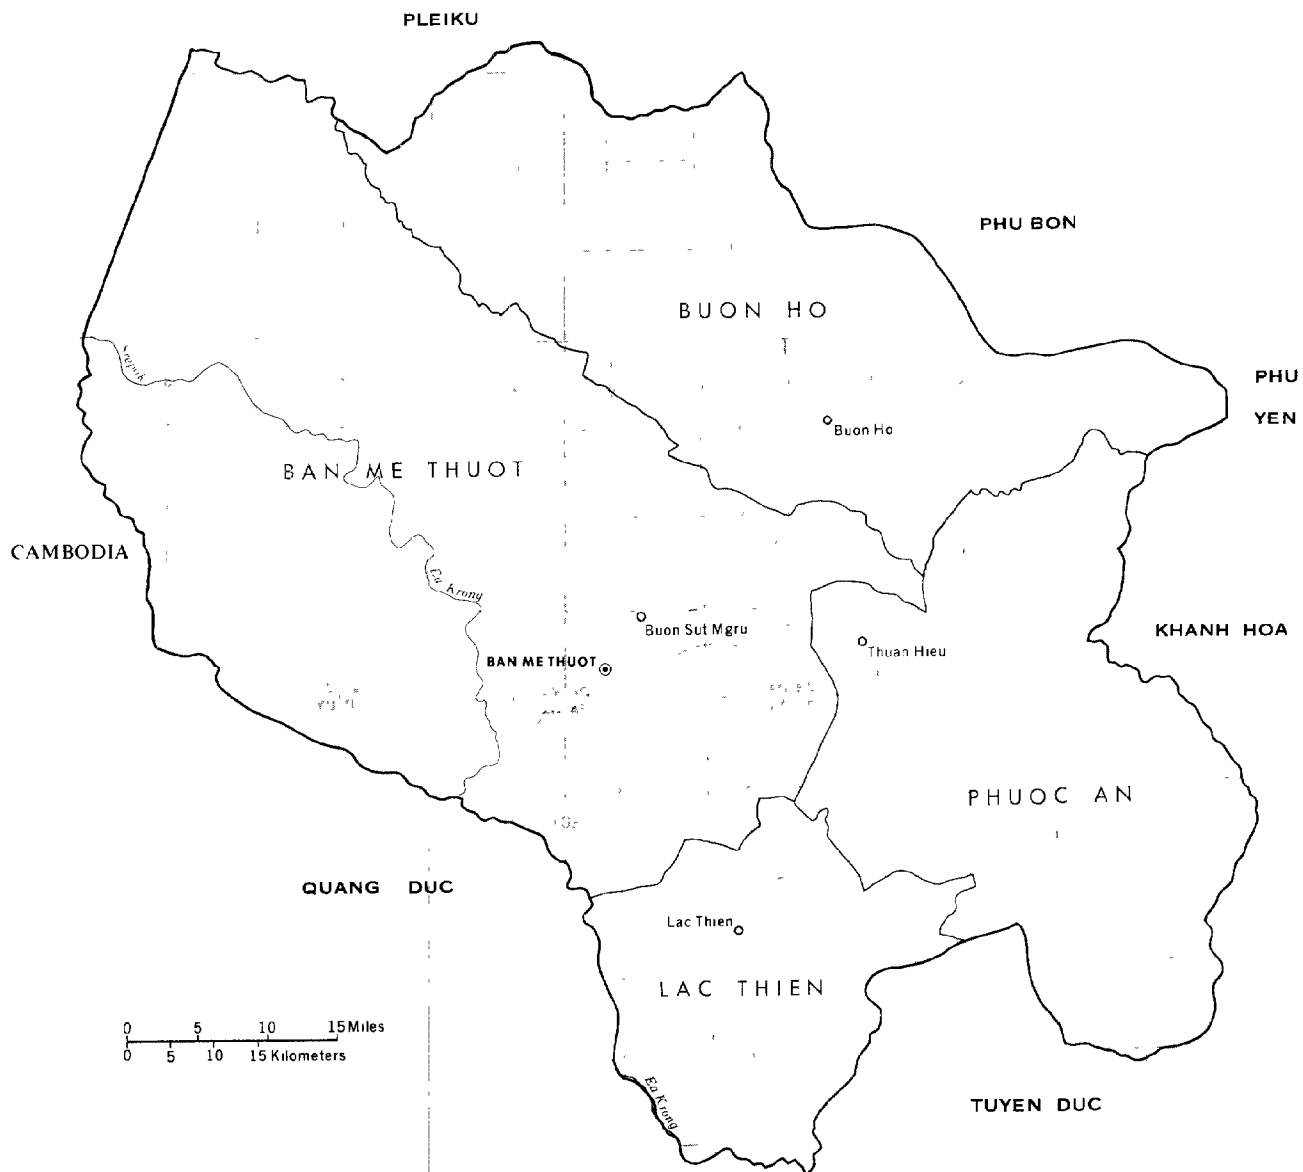 PLEIKU
PHU BON
BUON HO
PHU
YEN
Srepok
Buon Ho
BAN ME THUOT
CAMBODIA
Ea Krong
Buon Sut Mgru
KHANH HOA
BAN ME THUOT
Thuan Hieu
PHUOC AN
QUANG DUC
Lac Thien
LAC THIEN
0 5 10 15 Miles
0 5 10 15 Kilometers
Ea Krong
TUYEN DUC